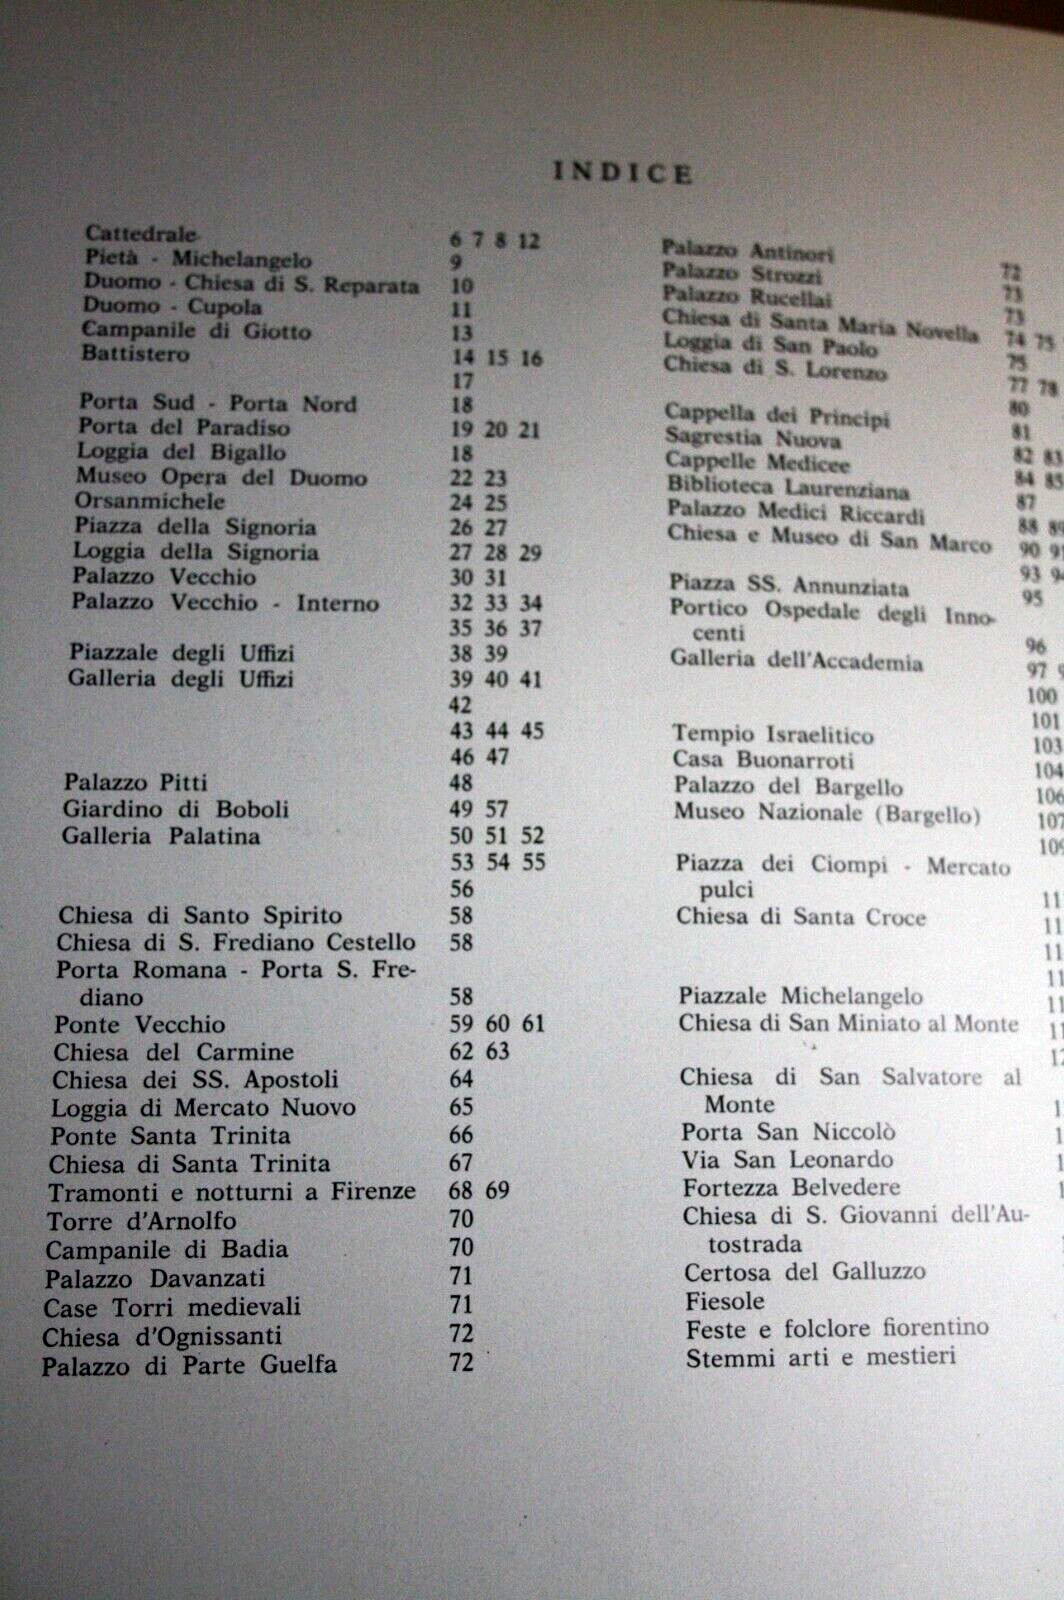 INDICE
Cattedrale 6 7 8 12
Pietà - Michelangelo 9
Duomo - Chiesa di S. Reparata 10
Duomo - Cupola 11
Campanile di Giotto 13
Battistero 14 15 16
17
Porta Sud - Porta Nord 18
Porta del Paradiso 19 20 21
Loggia del Bigallo 18
Museo Opera del Duomo 22 23
Orsanmichele 24 25
Piazza della Signoria 26 27
Loggia della Signoria 27 28 29
Palazzo Vecchio 30 31
Palazzo Vecchio - Interno 32 33 34
35 36 37
Piazzale degli Uffizi 38 39
Galleria degli Uffizi 39 40 41
42
43 44 45
46 47
Palazzo Pitti 48
Giardino di Boboli 49 57
Galleria Palatina 50 51 52
53 54 55
56
Chiesa di Santo Spirito 58
Chiesa di S. Frediano Cestello 58
Porta Romana - Porta S. Fre-
diano 58
Ponte Vecchio 59 60 61
Chiesa del Carmine 62 63
Chiesa dei SS. Apostoli 64
Loggia di Mercato Nuovo 65
Ponte Santa Trinita 66
Chiesa di Santa Trinita 67
Tramonti e notturni a Firenze 68 69
Torre d'Arnolfo 70
Campanile di Badia 70
Palazzo Davanzati 71
Case Torri medievali 71
Chiesa d'Ognissanti 72
Palazzo di Parte Guelfa 72
Palazzo Antinori 72
Palazzo Strozzi 73
Palazzo Rucellai 73
Chiesa di Santa Maria Novella 74 75
Loggia di San Paolo 75
Chiesa di S. Lorenzo 77 78
80
Cappella dei Principi 81
Sagrestia Nuova 82 83
Cappelle Medicee 84 85
Biblioteca Laurenziana 87
Palazzo Medici Riccardi 88
Chiesa e Museo di San Marco 90
93
Piazza SS. Annunziata 95
Portico Ospedale degli Inno-
centi 96
Galleria dell'Accademia 97
100
101
Tempio Israelitico 103
Casa Buonarroti 104
Palazzo del Bargello 106
Museo Nazionale (Bargello) 107
109
Piazza dei Ciompi - Mercato
pulci
Chiesa di Santa Croce
Piazzale Michelangelo
Chiesa di San Miniato al Monte
Chiesa di San Salvatore al
Monte
Porta San Niccolò
Via San Leonardo
Fortezza Belvedere
Chiesa di S. Giovanni dell'Au-
tostrada
Certosa del Galluzzo
Fiesole
Feste e folclore fiorentino
Stemmi arti e mestieri